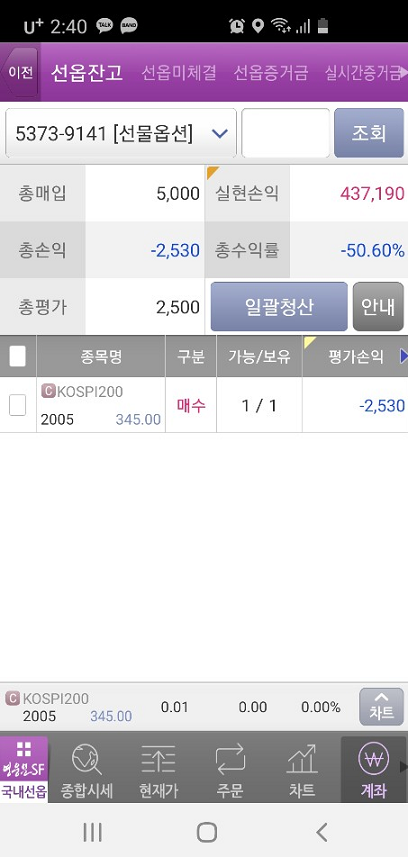 U+ 2:40 TALK BAND
이전 선옵잔고 선옵미체결 선옵증거금 실시간증거금
5373-9141 [선물옵션] 조회
총매입 5,000 실현손익 437,190
총손익 -2,530 총수익률 -50.60%
총평가 2,500 일괄청산 안내
종목명 구분 가능/보유 평가손익
C KOSPI200
2005 345.00 매수 1 / 1 -2,530
C KOSPI200
2005 345.00 0.01 0.00 0.00% 차트
영웅문SF
국내선옵 종합시세 현재가 주문 차트 계좌